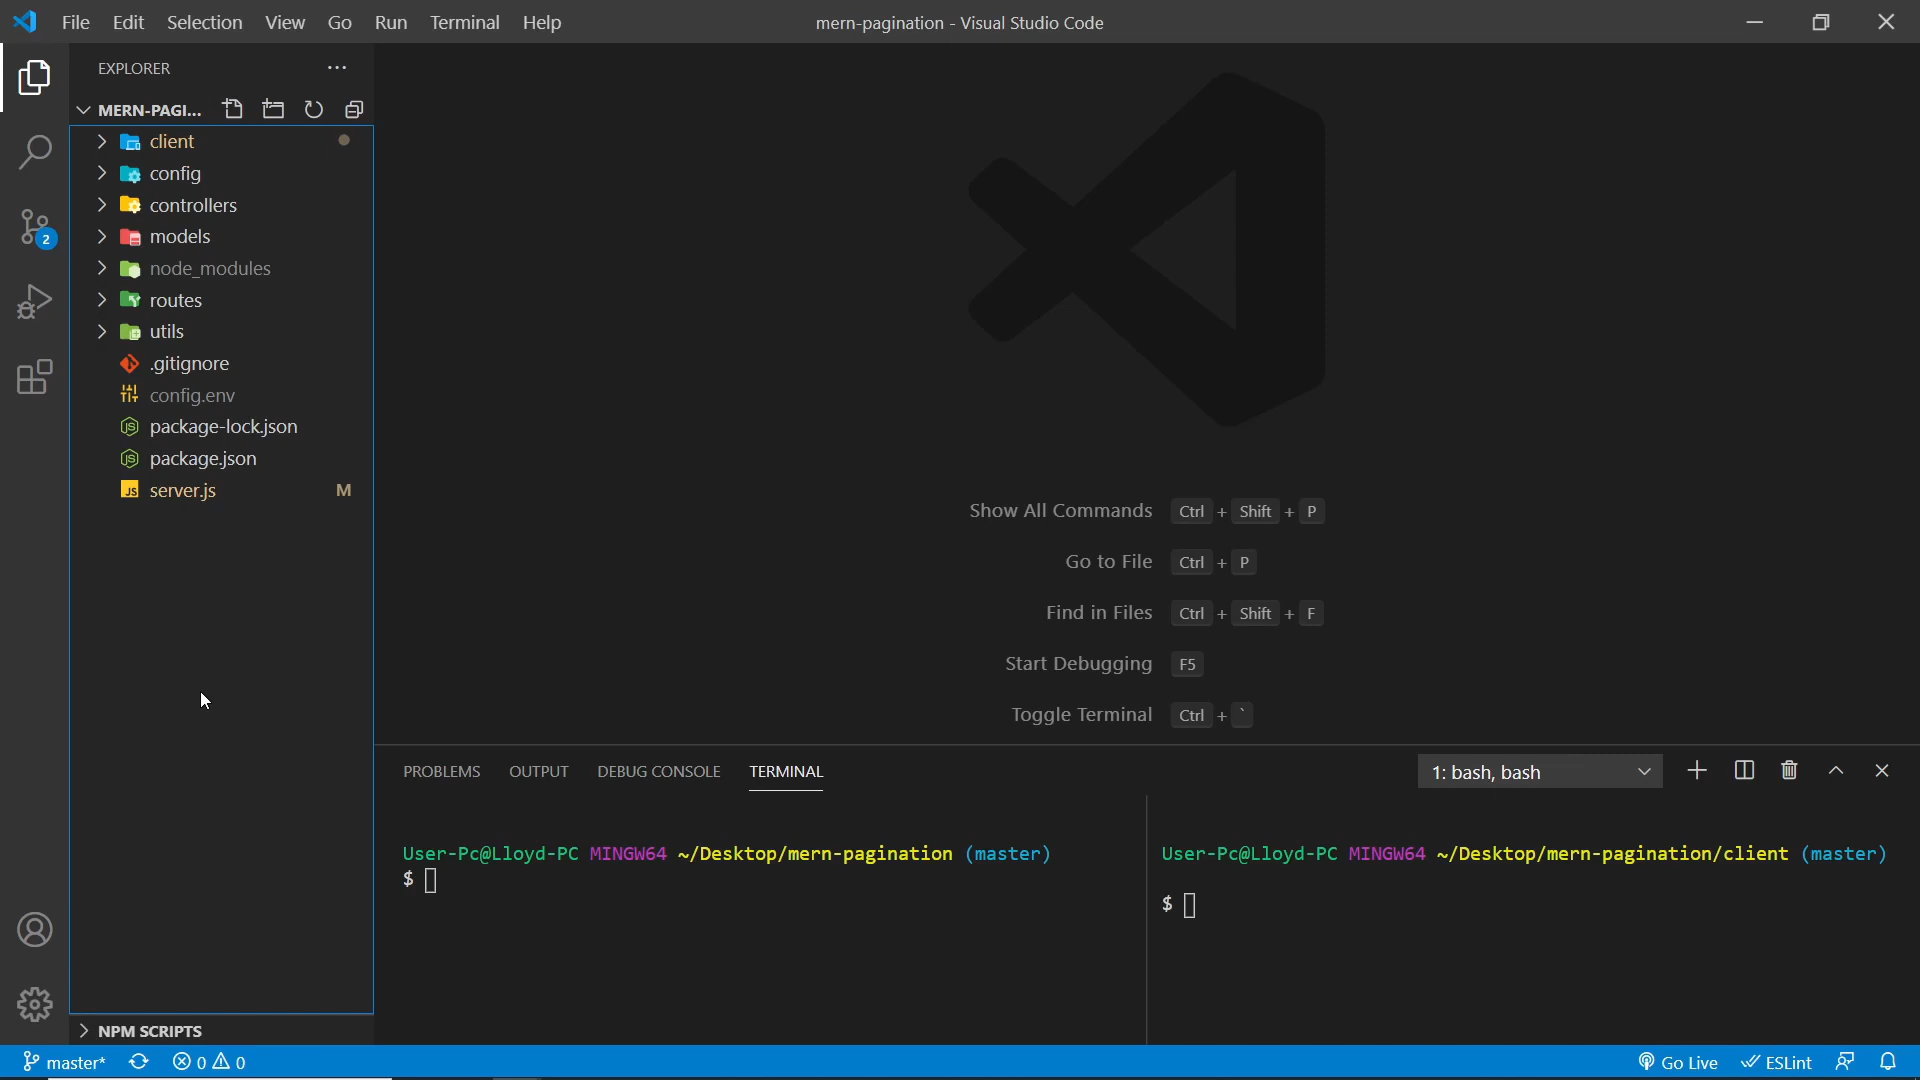 File Edit Selection View Go Run Terminal Help
mern-pagination - Visual Studio Code
EXPLORER
MERN-PAGI...
client
config
controllers
models
node_modules
routes
utils
.gitignore
config.env
package-lock.json
package.json
server.js M
NPM SCRIPTS
2
Show All Commands Ctrl + Shift + P
Go to File Ctrl + P
Find in Files Ctrl + Shift + F
Start Debugging F5
Toggle Terminal Ctrl + `
PROBLEMS OUTPUT DEBUG CONSOLE TERMINAL
1: bash, bash
User-Pc@Lloyd-PC MINGW64 ~/Desktop/mern-pagination (master)
$
User-Pc@Lloyd-PC MINGW64 ~/Desktop/mern-pagination/client (master)
$
master* 0 0
Go Live ESLint